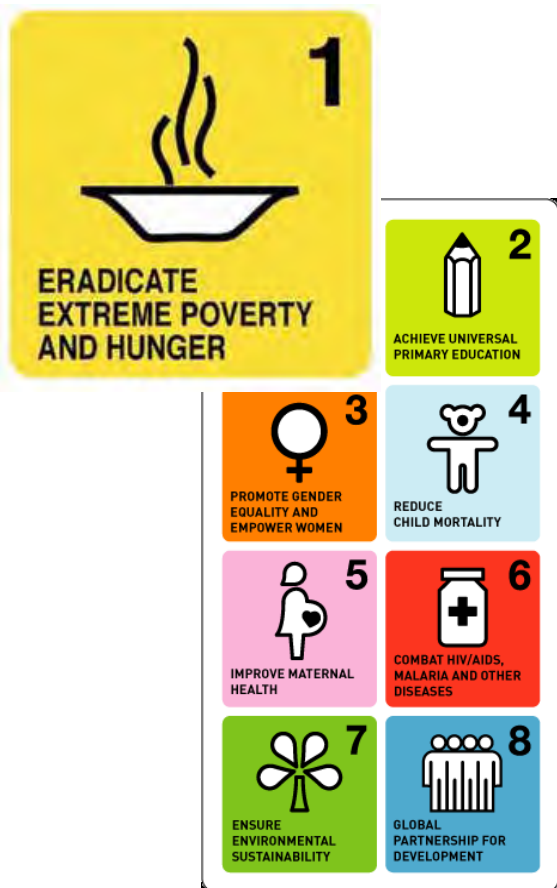 1
ERADICATE
EXTREME POVERTY
AND HUNGER
2
ACHIEVE UNIVERSAL
PRIMARY EDUCATION
3
PROMOTE GENDER
EQUALITY AND
EMPOWER WOMEN
4
REDUCE
CHILD MORTALITY
5
IMPROVE MATERNAL
HEALTH
6
COMBAT HIV/AIDS,
MALARIA AND OTHER
DISEASES
7
ENSURE
ENVIRONMENTAL
SUSTAINABILITY
8
GLOBAL
PARTNERSHIP FOR
DEVELOPMENT